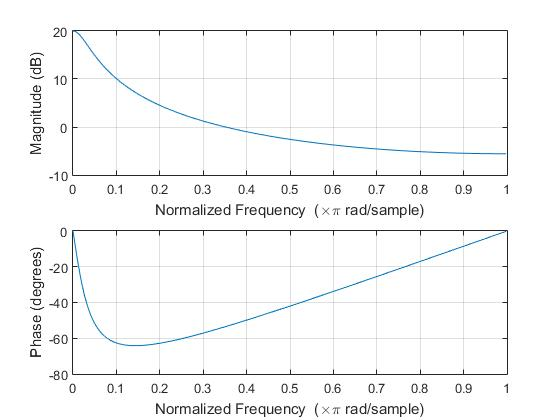 20
10
0
-10
Magnitude (dB)
0 0.1 0.2 0.3 0.4 0.5 0.6 0.7 0.8 0.9 1
Normalized Frequency (×π rad/sample)
0
-20
-40
-60
-80
Phase (degrees)
0 0.1 0.2 0.3 0.4 0.5 0.6 0.7 0.8 0.9 1
Normalized Frequency (×π rad/sample)